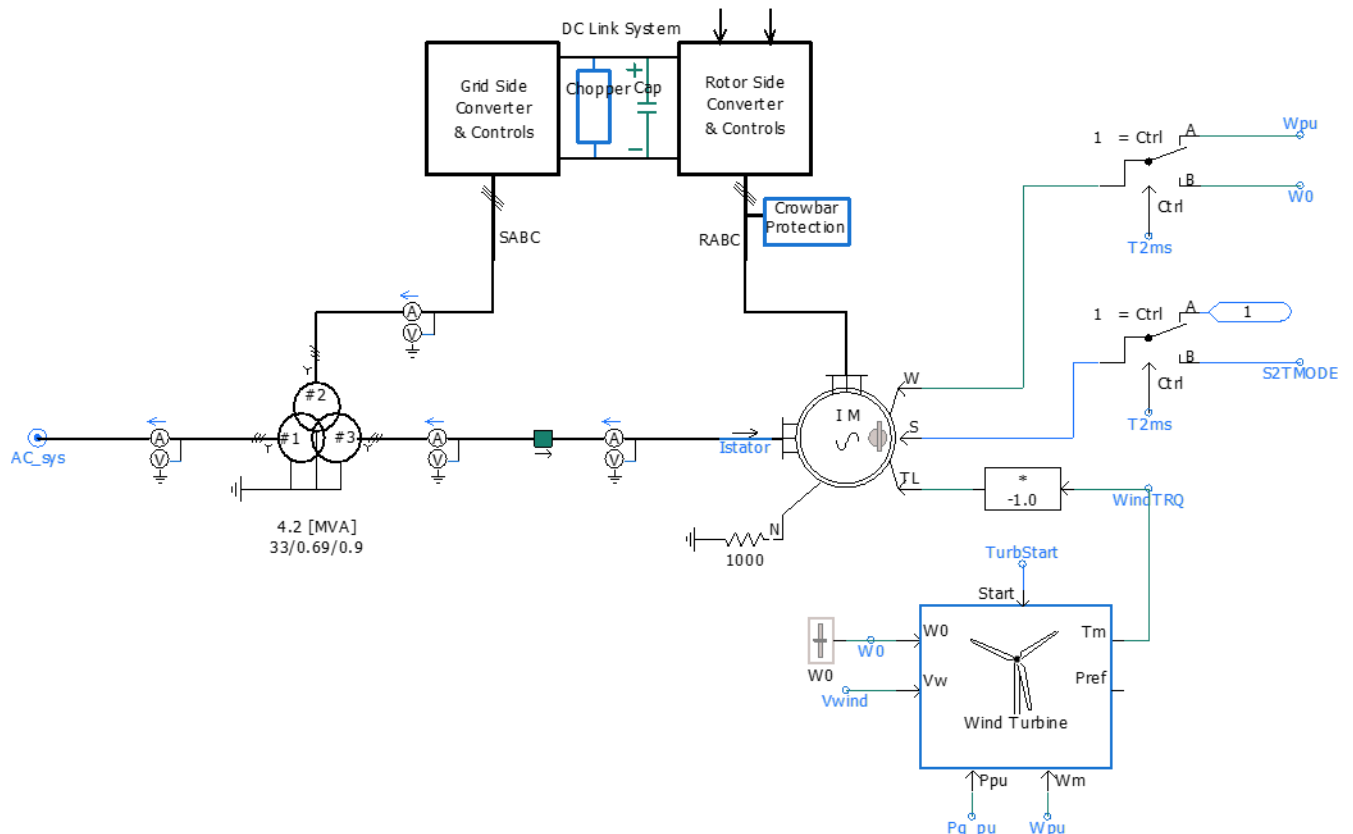 DC Link System
Grid Side
Converter
& Controls
Chopper
+
Cap
Rotor Side
Converter
& Controls
SABC
RABC
Crowbar
Protection
1 = Ctrl
A
Wpu
B
W0
Ctrl
T2ms
1 = Ctrl
A
1
B
S2TMODE
Ctrl
T2ms
A
V
Y
#2
#1
#3
Y
Y
AC_sys
A
V
A
V
A
V
Istator
I M
W
S
TL
N
4.2 [MVA]
33/0.69/0.9
1000
*
-1.0
WindTRQ
TurbStart
Start
W0
W0
W0
Vw
Vwind
Tm
Pref
Wind Turbine
Ppu
Wm
Pg_pu
Wpu